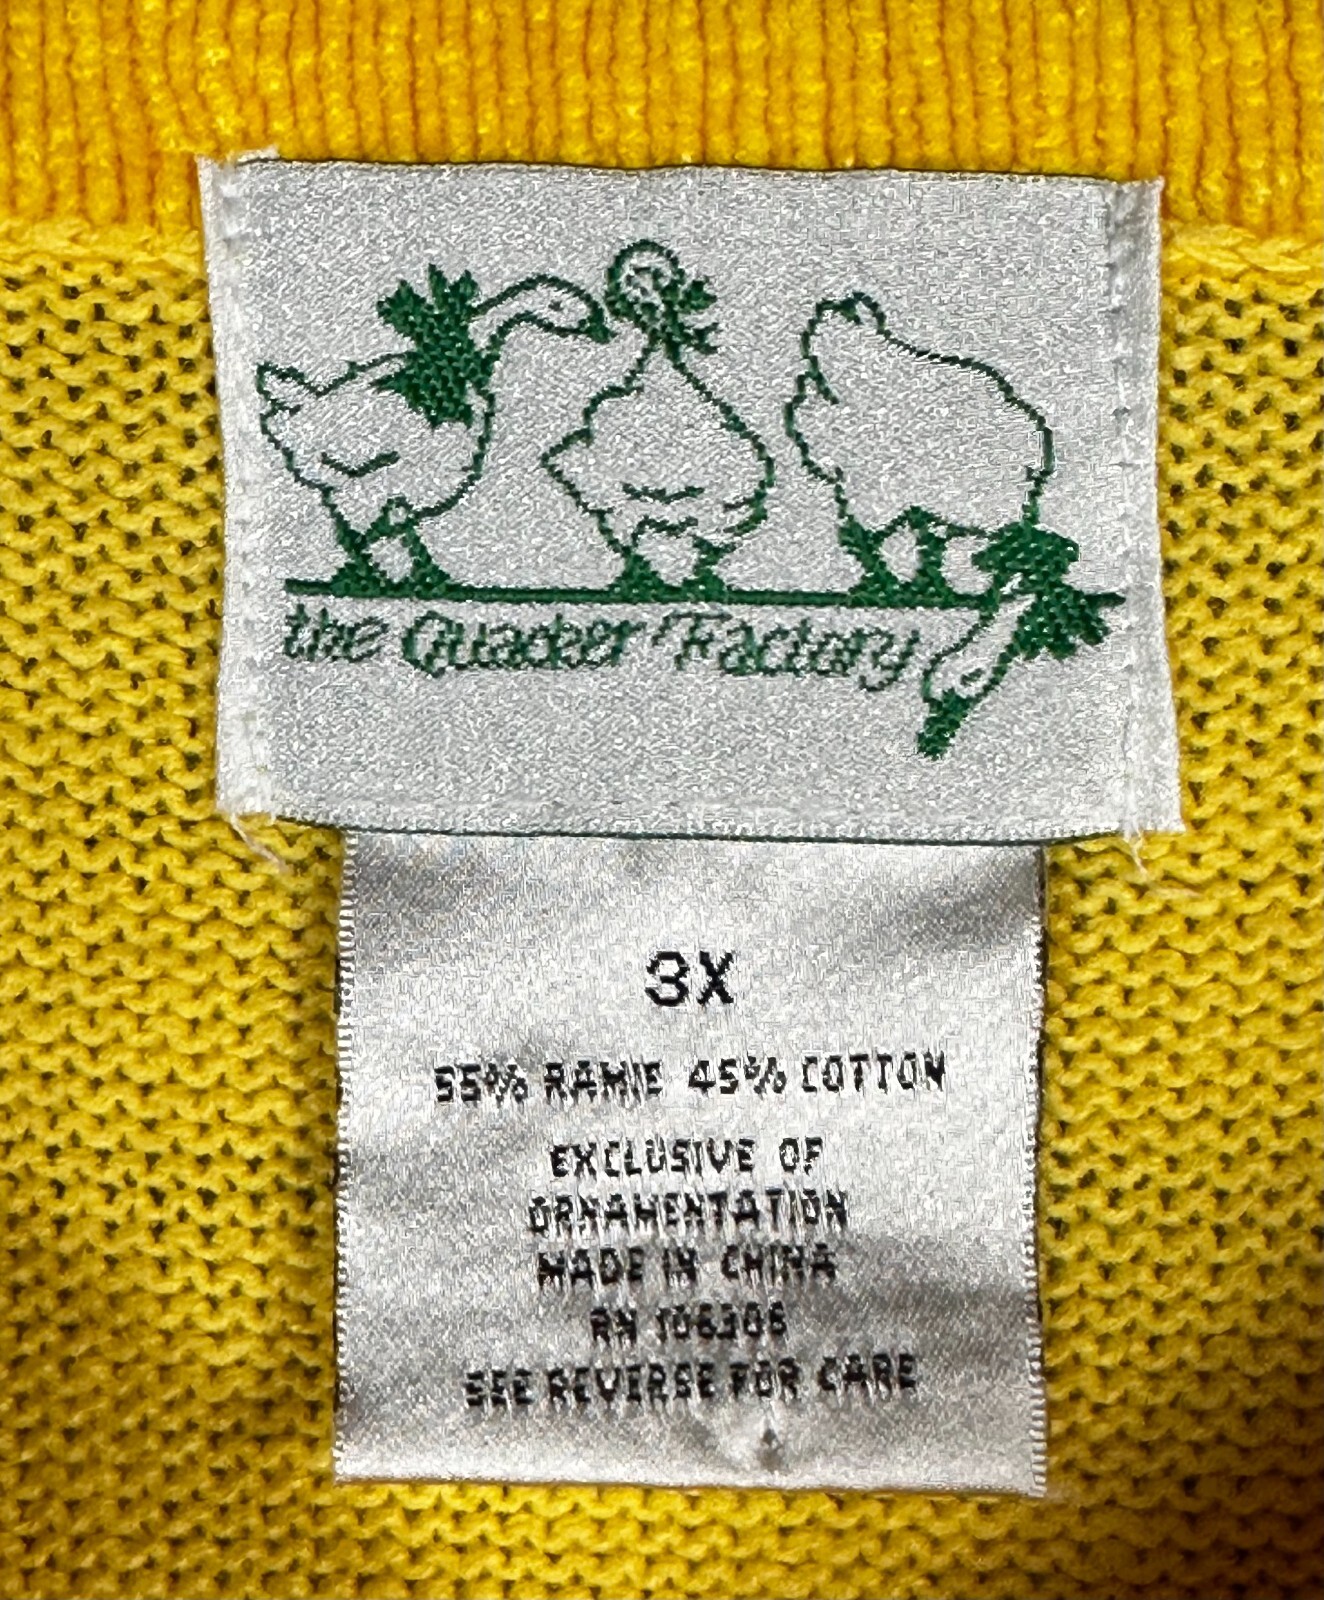 the Quacker Factory
3X
55% RAMIE 45% COTTON
EXCLUSIVE OF
ORNAMENTATION
MADE IN CHINA
RN 106306
SEE REVERSE FOR CARE